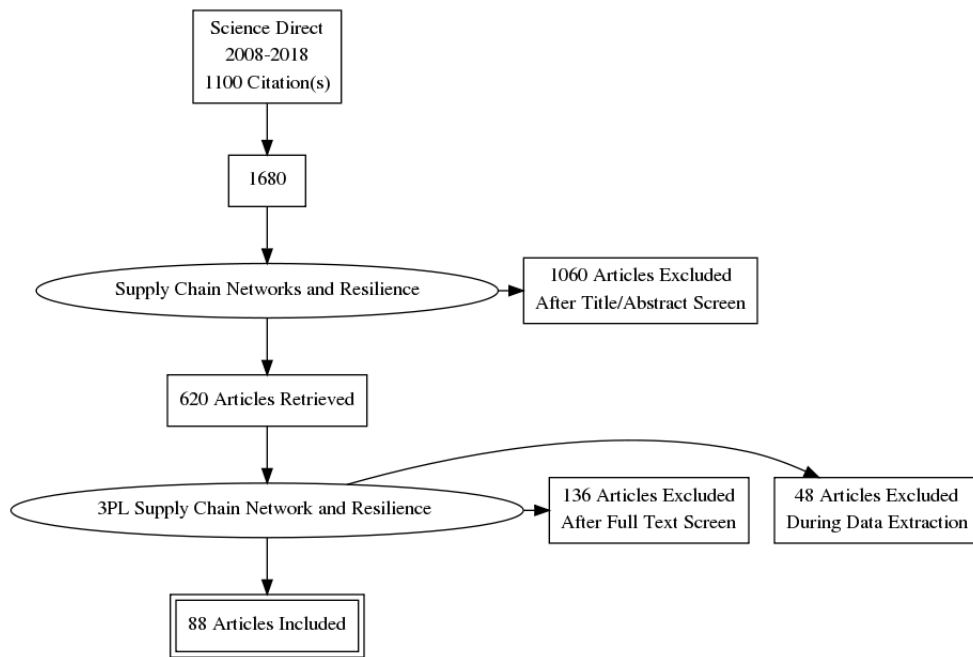 Science Direct
2008-2018
1100 Citation(s)
1680
Supply Chain Networks and Resilience
1060 Articles Excluded
After Title/Abstract Screen
620 Articles Retrieved
3PL Supply Chain Network and Resilience
136 Articles Excluded
After Full Text Screen
48 Articles Excluded
During Data Extraction
88 Articles Included